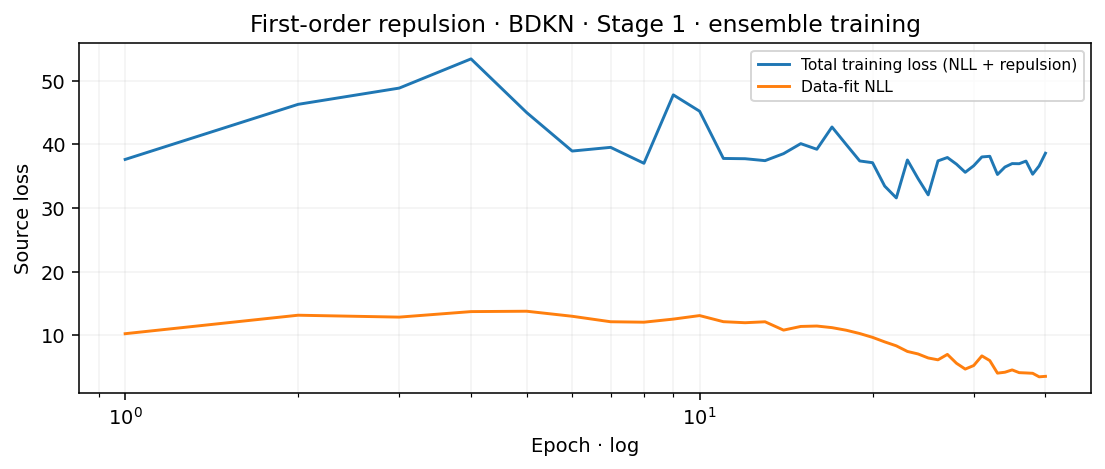 First-order repulsion · BDKN · Stage 1 · ensemble training
Total training loss (NLL + repulsion)
Data-fit NLL
Source loss
50
40
30
20
10
10⁰
10¹
Epoch · log